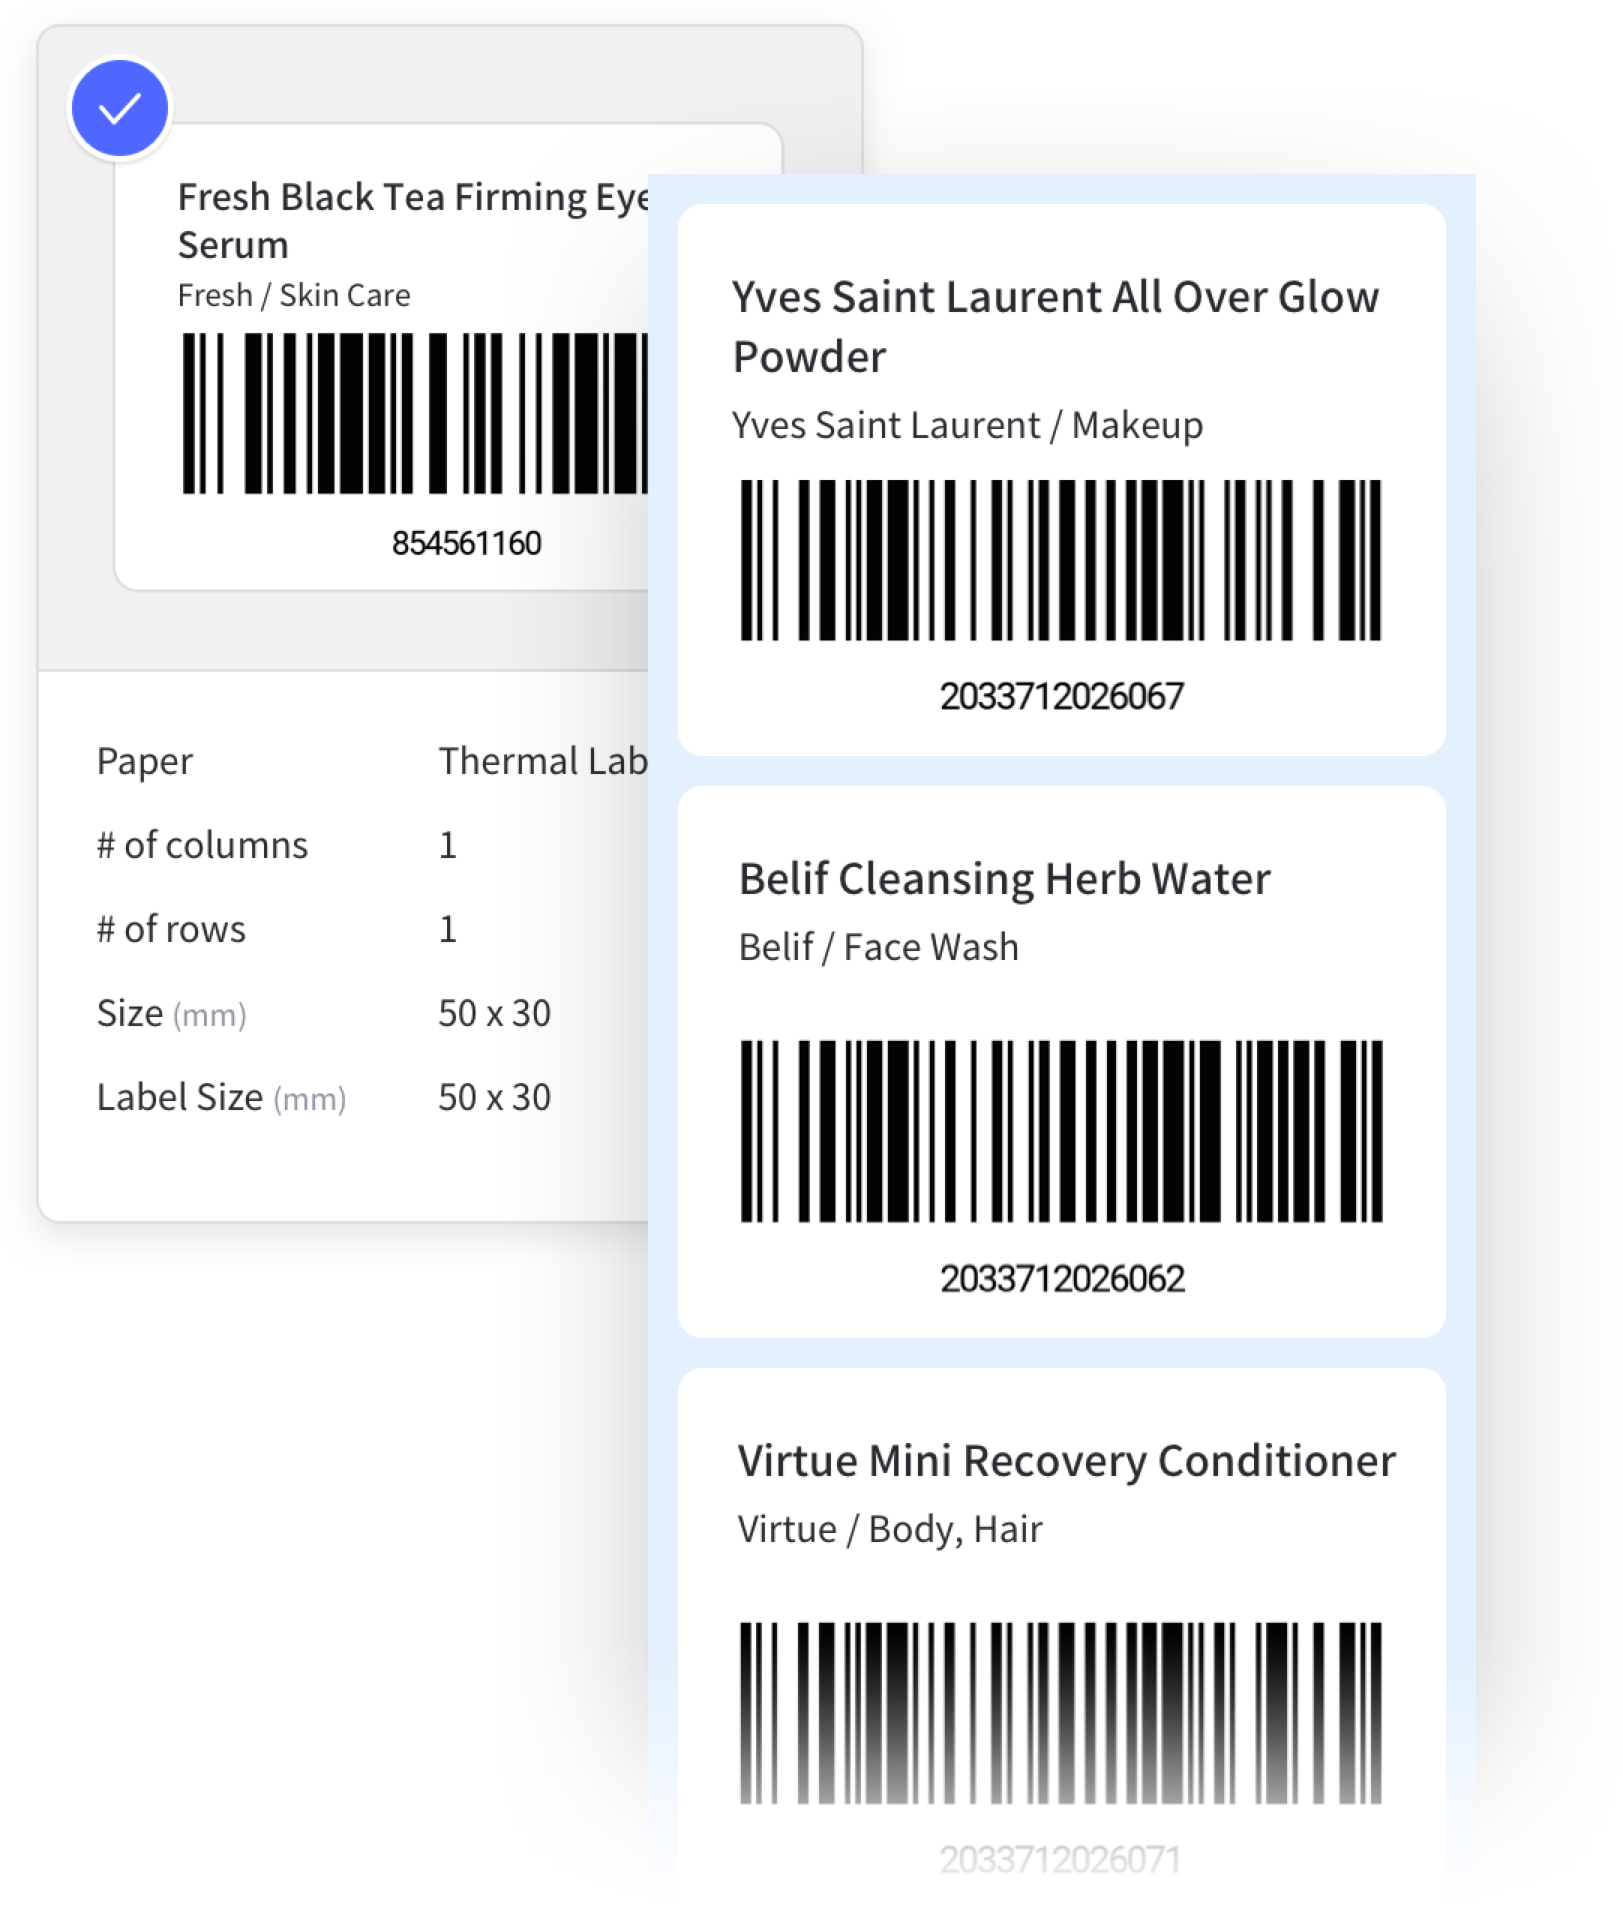 Fresh Black Tea Firming Eye
Serum
Fresh / Skin Care
854561160
Paper Thermal Lab
# of columns 1
# of rows 1
Size (mm) 50 x 30
Label Size (mm) 50 x 30
Yves Saint Laurent All Over Glow
Powder
Yves Saint Laurent / Makeup
2033712026067
Belif Cleansing Herb Water
Belif / Face Wash
2033712026062
Virtue Mini Recovery Conditioner
Virtue / Body, Hair
2033712026071